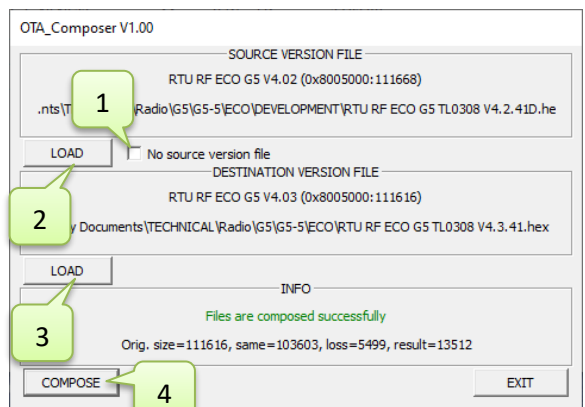 OTA_Composer V1.00
SOURCE VERSION FILE
RTU RF ECO G5 V4.02 (0x8005000:111668)
1
.nts\T Radio\G5\G5-5\ECO\DEVELOPMENT\RTU RF ECO G5 TL0308 V4.2.41D.he
LOAD No source version file
DESTINATION VERSION FILE
RTU RF ECO G5 V4.03 (0x8005000:111616)
2
y Documents\TECHNICAL\Radio\G5\G5-5\ECO\RTU RF ECO G5 TL0308 V4.3.41.hex
LOAD
INFO
Files are composed successfully
3
Orig. size=111616, same=103603, loss=5499, result=13512
COMPOSE 4 EXIT